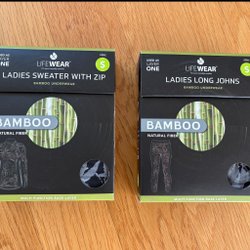 LIFEWEAR
S
LADIES SWEATER WITH ZIP
BAMBOO UNDERWEAR
BAMBOO
NATURAL FIBER
ONE
LIFEWEAR
S
LADIES LONG JOHNS
BAMBOO UNDERWEAR
BAMBOO
NATURAL FIBER